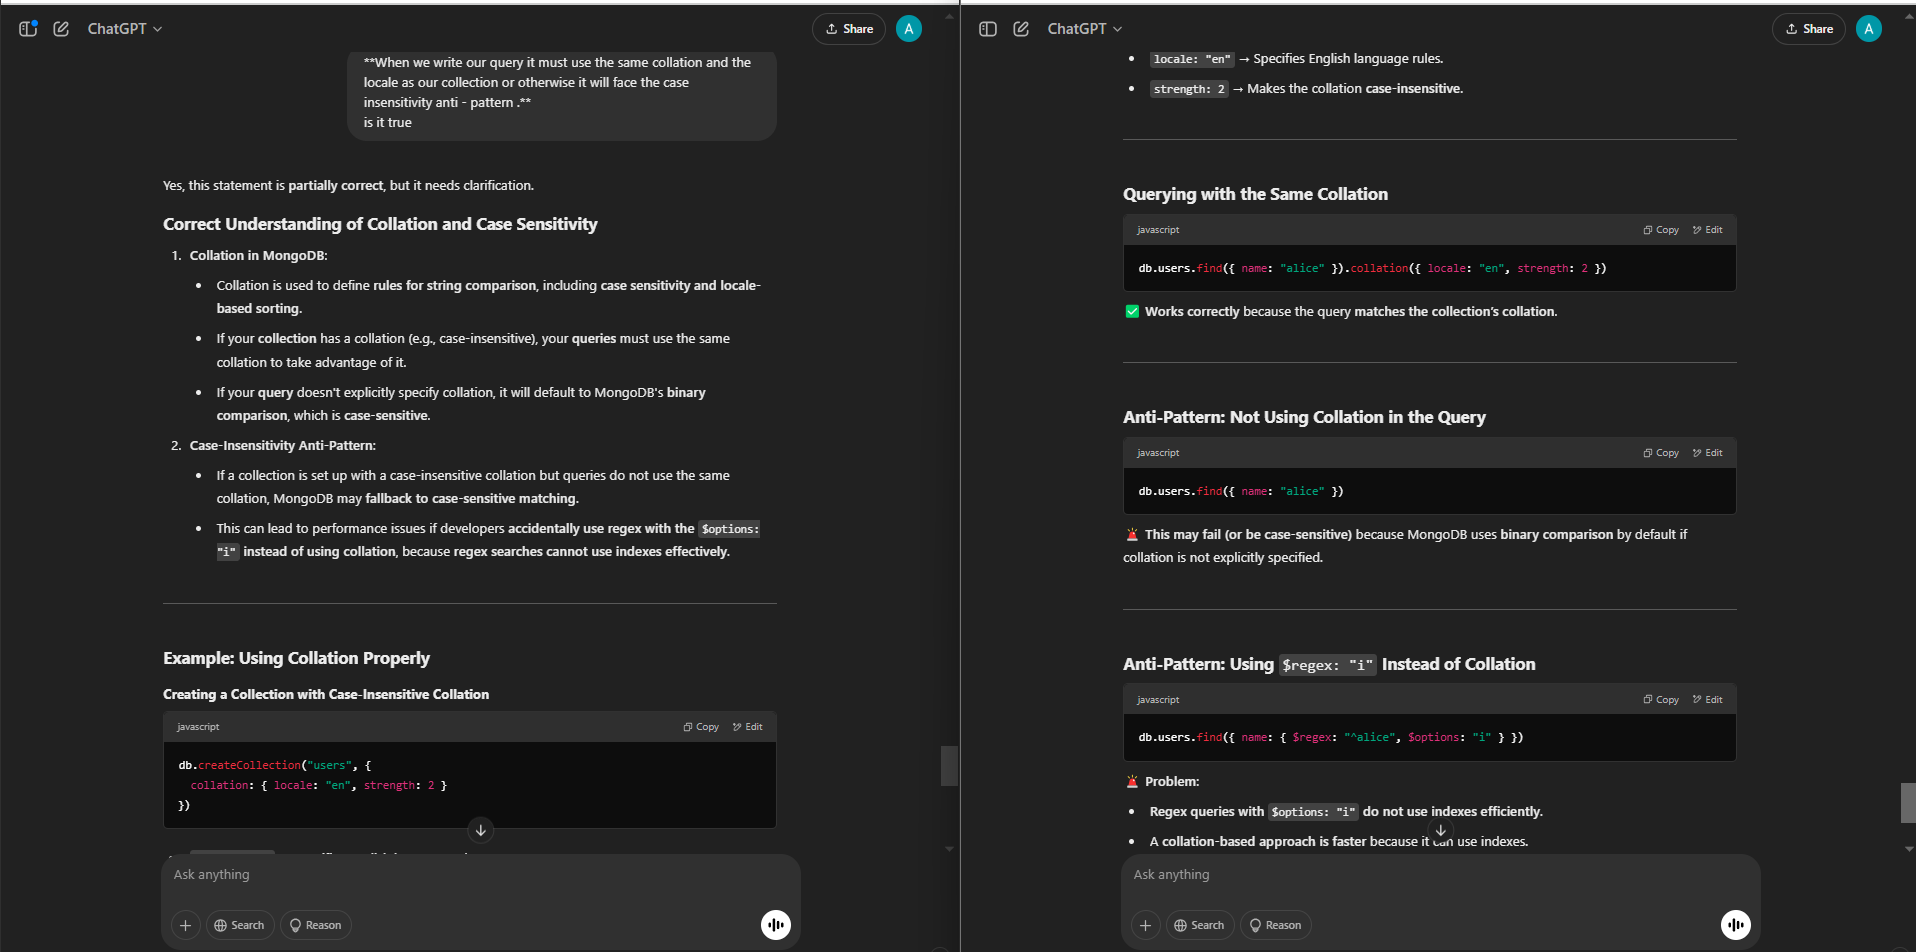 ChatGPT
Share
A
**When we write our query it must use the same collation and the
locale as our collection or otherwise it will face the case
insensitivity anti - pattern .**
is it true
Yes, this statement is partially correct, but it needs clarification.
Correct Understanding of Collation and Case Sensitivity
1. Collation in MongoDB:
• Collation is used to define rules for string comparison, including case sensitivity and locale-
based sorting.
• If your collection has a collation (e.g., case-insensitive), your queries must use the same
collation to take advantage of it.
• If your query doesn't explicitly specify collation, it will default to MongoDB's binary
comparison, which is case-sensitive.
2. Case-Insensitivity Anti-Pattern:
• If a collection is set up with a case-insensitive collation but queries do not use the same
collation, MongoDB may fallback to case-sensitive matching.
• This can lead to performance issues if developers accidentally use regex with the $options:
"i" instead of using collation, because regex searches cannot use indexes effectively.
Example: Using Collation Properly
Creating a Collection with Case-Insensitive Collation
javascript
Copy
Edit
db.createCollection("users", {
collation: { locale: "en", strength: 2 }
})
Ask anything
Search
Reason
ChatGPT
Share
A
• locale: "en" → Specifies English language rules.
• strength: 2 → Makes the collation case-insensitive.
Querying with the Same Collation
javascript
Copy
Edit
db.users.find({ name: "alice" }).collation({ locale: "en", strength: 2 })
✅ Works correctly because the query matches the collection's collation.
Anti-Pattern: Not Using Collation in the Query
javascript
Copy
Edit
db.users.find({ name: "alice" })
🚨 This may fail (or be case-sensitive) because MongoDB uses binary comparison by default if
collation is not explicitly specified.
Anti-Pattern: Using $regex: "i" Instead of Collation
javascript
Copy
Edit
db.users.find({ name: { $regex: "^alice", $options: "i" } })
🚨 Problem:
• Regex queries with $options: "i" do not use indexes efficiently.
• A collation-based approach is faster because it can use indexes.
Ask anything
Search
Reason